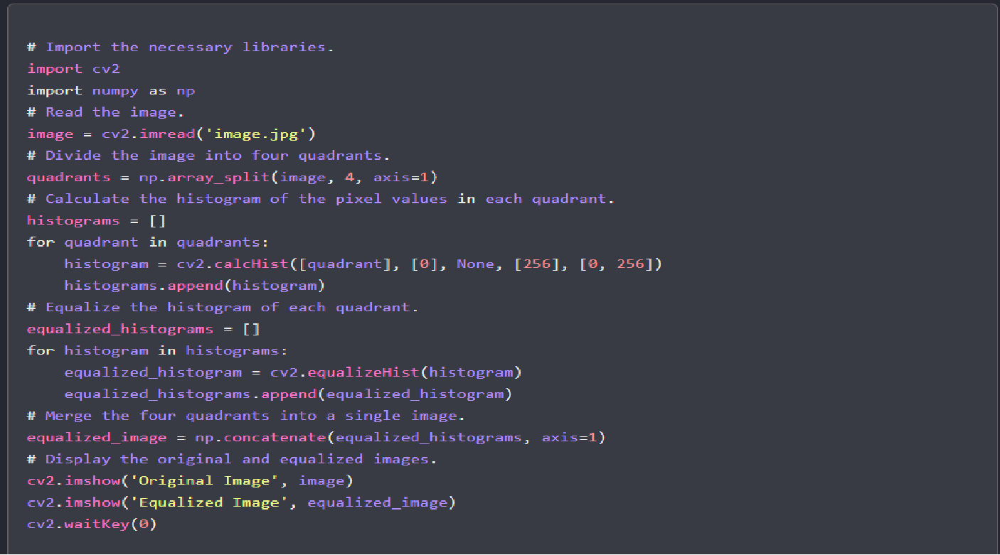 # Import the necessary libraries.
import cv2
import numpy as np
# Read the image.
image = cv2.imread('image.jpg')
# Divide the image into four quadrants.
quadrants = np.array_split(image, 4, axis=1)
# Calculate the histogram of the pixel values in each quadrant.
histograms = []
for quadrant in quadrants:
    histogram = cv2.calcHist([quadrant], [0], None, [256], [0, 256])
    histograms.append(histogram)
# Equalize the histogram of each quadrant.
equalized_histograms = []
for histogram in histograms:
    equalized_histogram = cv2.equalizeHist(histogram)
    equalized_histograms.append(equalized_histogram)
# Merge the four quadrants into a single image.
equalized_image = np.concatenate(equalized_histograms, axis=1)
# Display the original and equalized images.
cv2.imshow('Original Image', image)
cv2.imshow('Equalized Image', equalized_image)
cv2.waitKey(0)